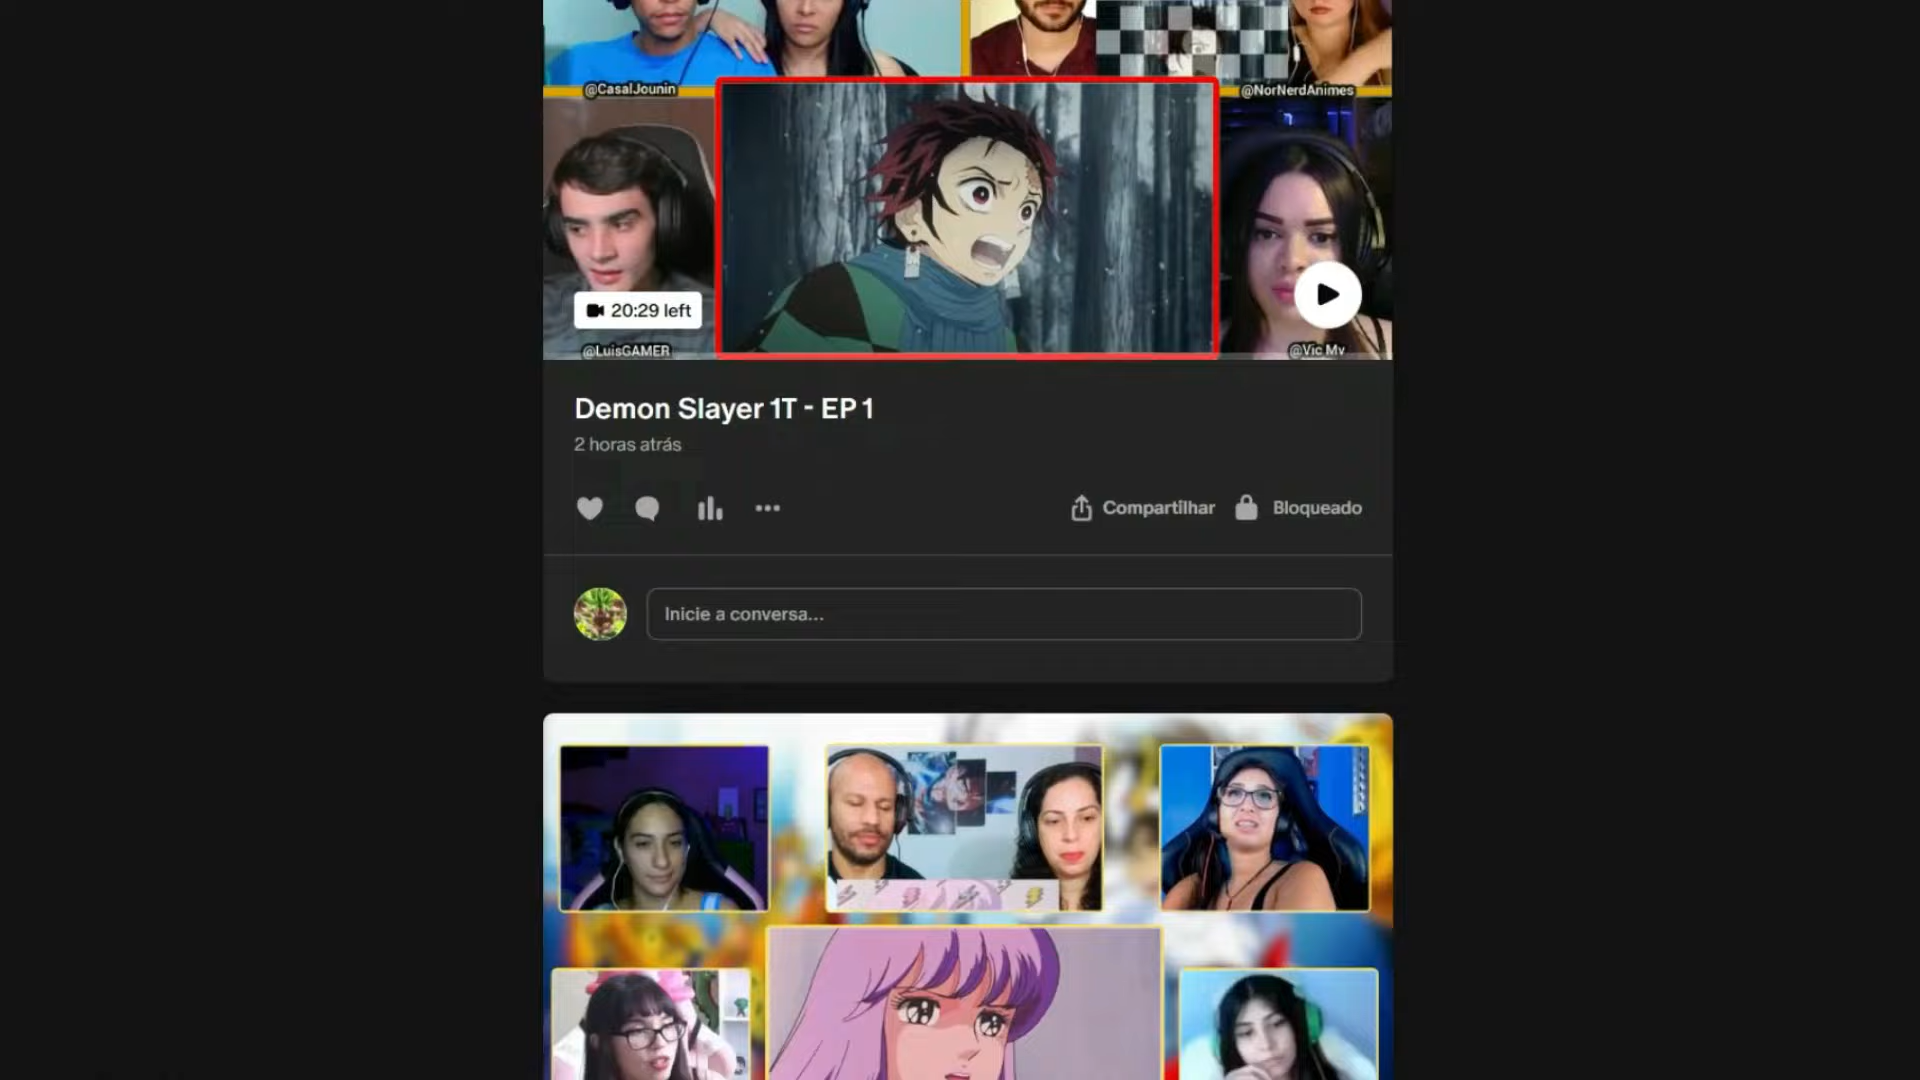 @CasalJounin
@NorNerdAnimes
20:29 left
@LuisGAMER
@Vic Mv
Demon Slayer 1T - EP 1
2 horas atrás
Compartilhar
Bloqueado
Inicie a conversa...